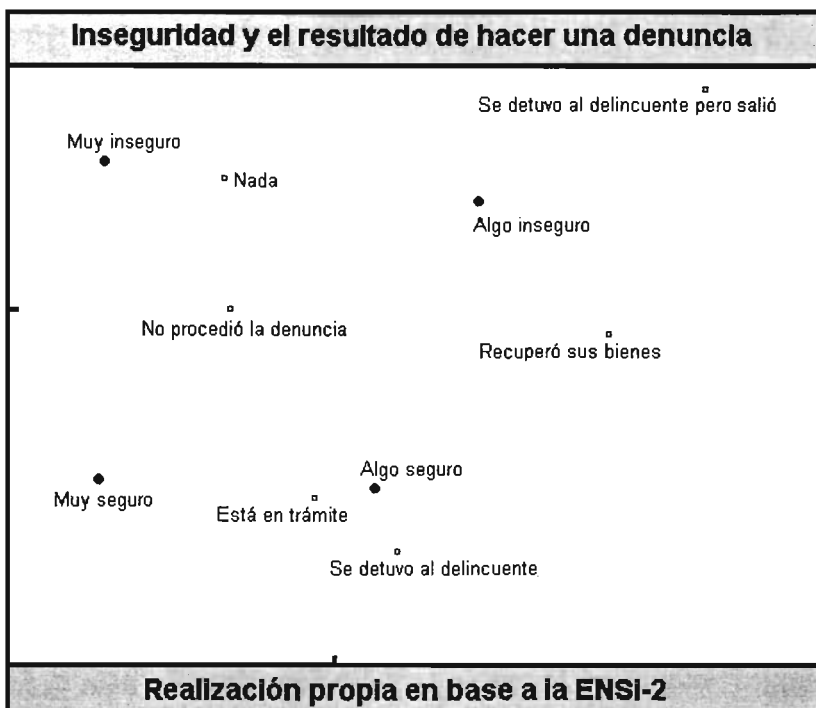 Inseguridad y el resultado de hacer una denuncia
Se detuvo al delincuente pero salió
Muy inseguro
Nada
Algo inseguro
No procedió la denuncia
Recuperó sus bienes
Algo seguro
Muy seguro
Está en trámite
Se detuvo al delincuente
Realización propia en base a la ENSI-2